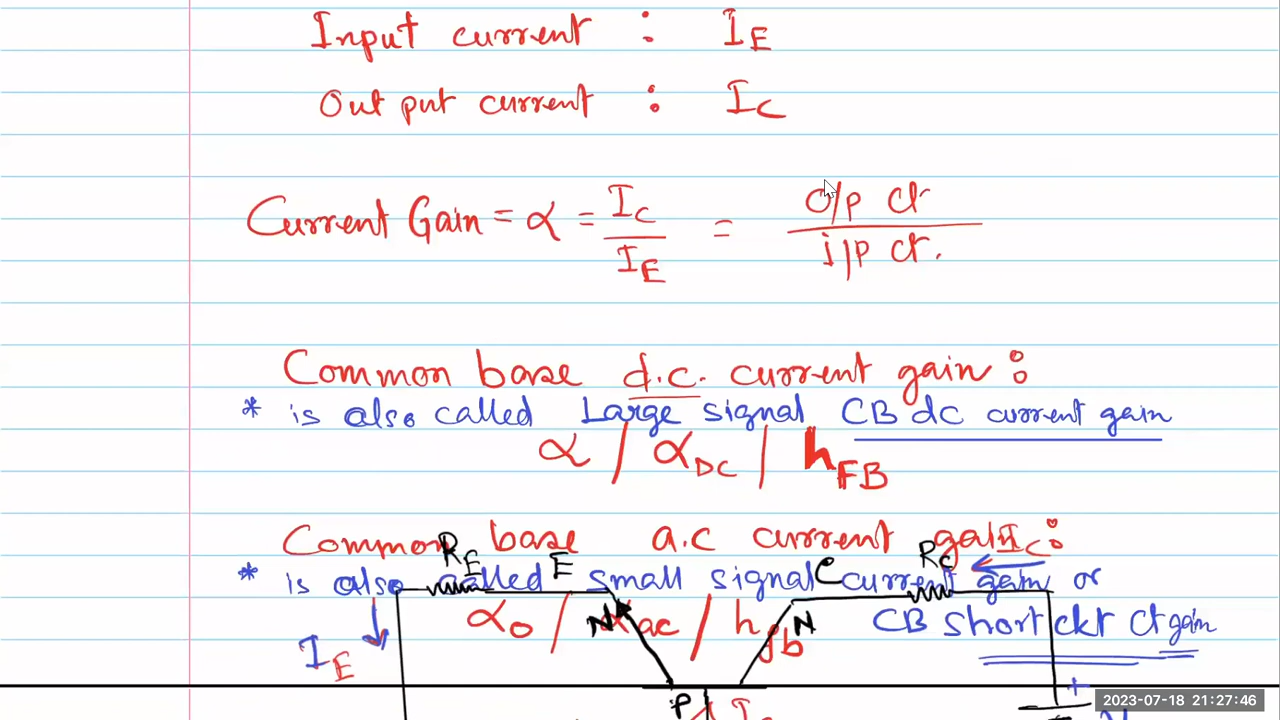 Input current : IE
Output current : IC
Current Gain = α = IC / IE = O/p ct / i/p ct.
Common base d.c. current gain :
* is also called Large signal CB dc current gain
α / αDC / hFB
Common base a.c current gain :
RE E IC RC C
* is also called small signal current gain or
α0 / αac / hfb CB short ckt Ct gain
N N
IE
P
+
2023-07-18 21:27:46